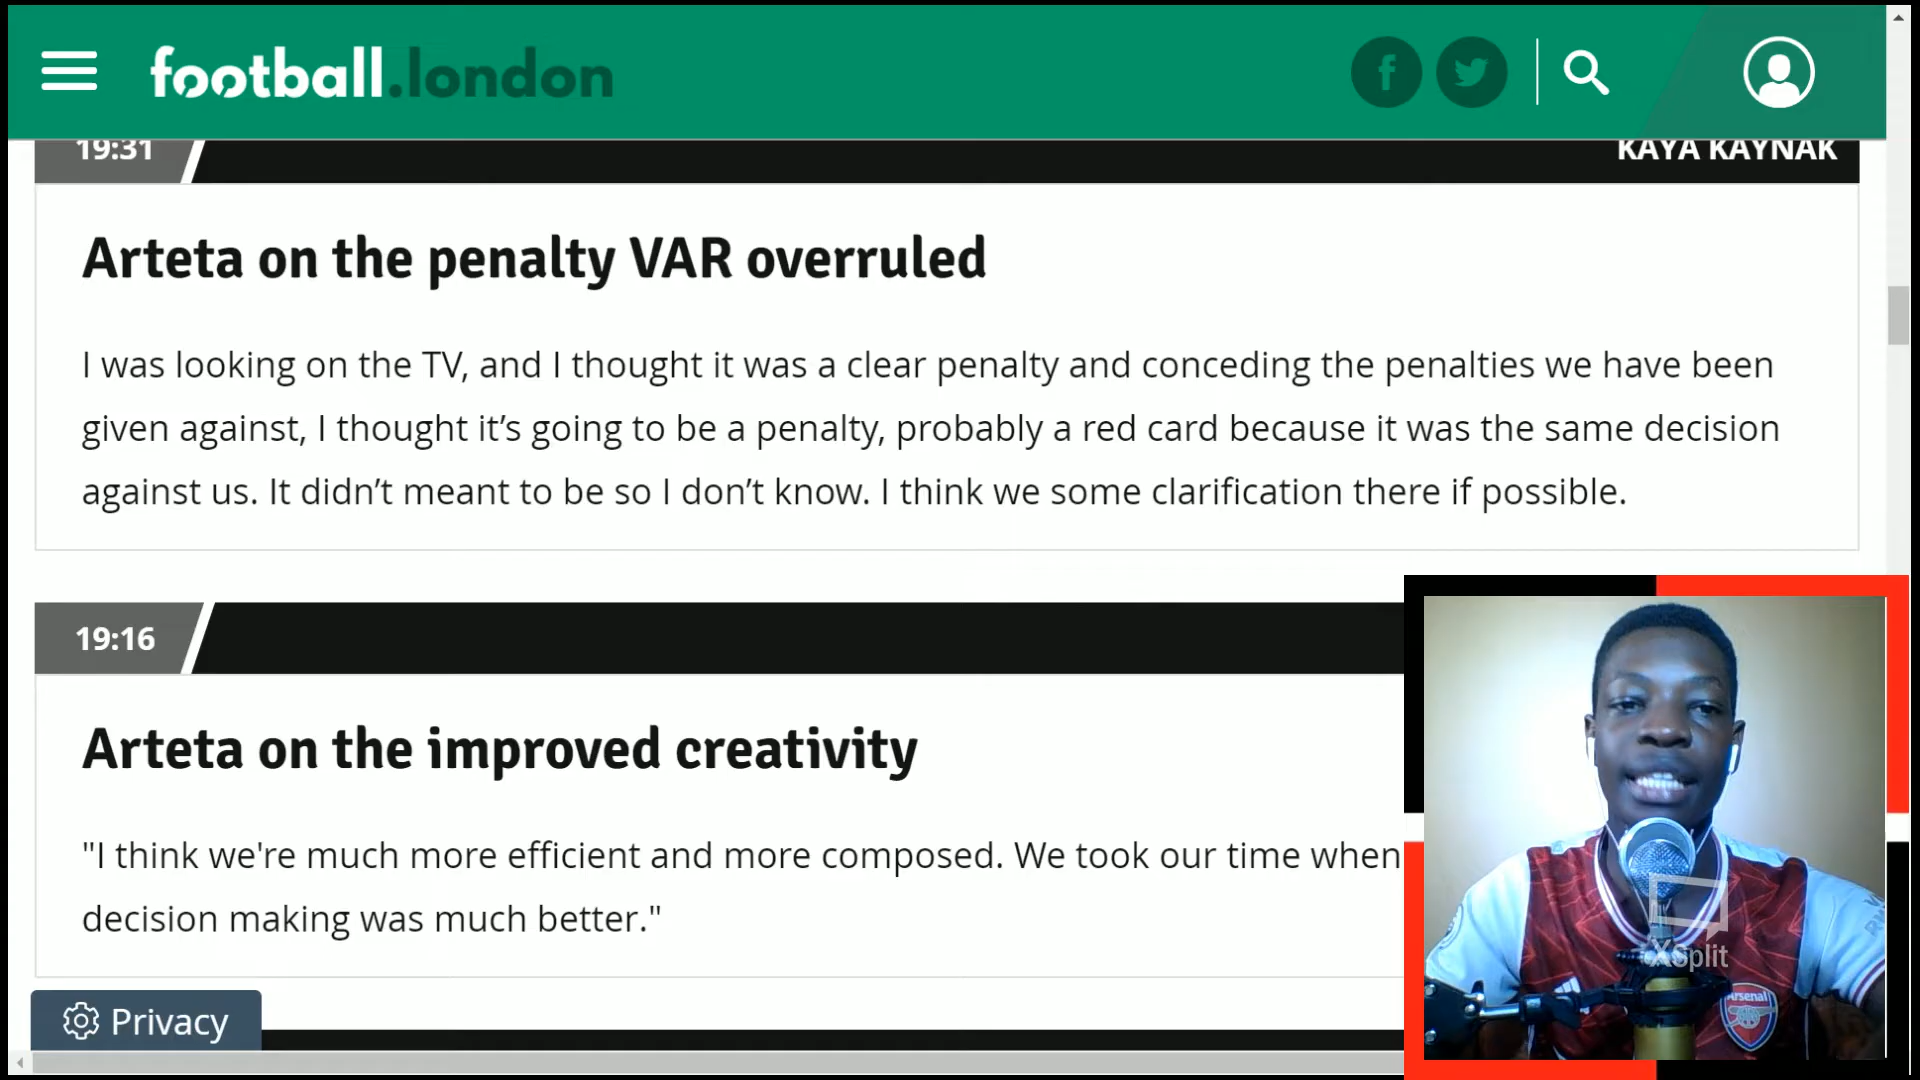 football.london
19:31
KAYA KAYNAK
Arteta on the penalty VAR overruled
I was looking on the TV, and I thought it was a clear penalty and conceding the penalties we have been
given against, I thought it’s going to be a penalty, probably a red card because it was the same decision
against us. It didn’t meant to be so I don’t know. I think we some clarification there if possible.
19:16
Arteta on the improved creativity
"I think we're much more efficient and more composed. We took our time when
decision making was much better."
Privacy
XSplit
Arsenal